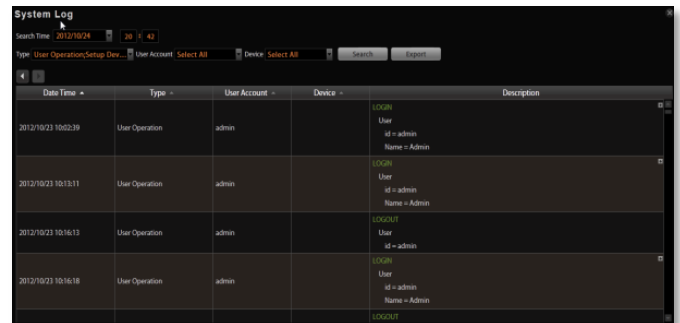 System Log
Search Time 2012/10/24 20 : 42
Type User Operation;Setup Dev... User Account Select All Device Select All Search Export
Date Time Type User Account Device Description
LOGIN
User
2012/10/23 10:02:39 User Operation admin
id = admin
Name = Admin
LOGIN
User
2012/10/23 10:13:11 User Operation admin
id = admin
Name = Admin
LOGOUT
2012/10/23 10:16:13 User Operation admin User
id = admin
LOGIN
User
2012/10/23 10:16:18 User Operation admin
id = admin
Name = Admin
LOGOUT